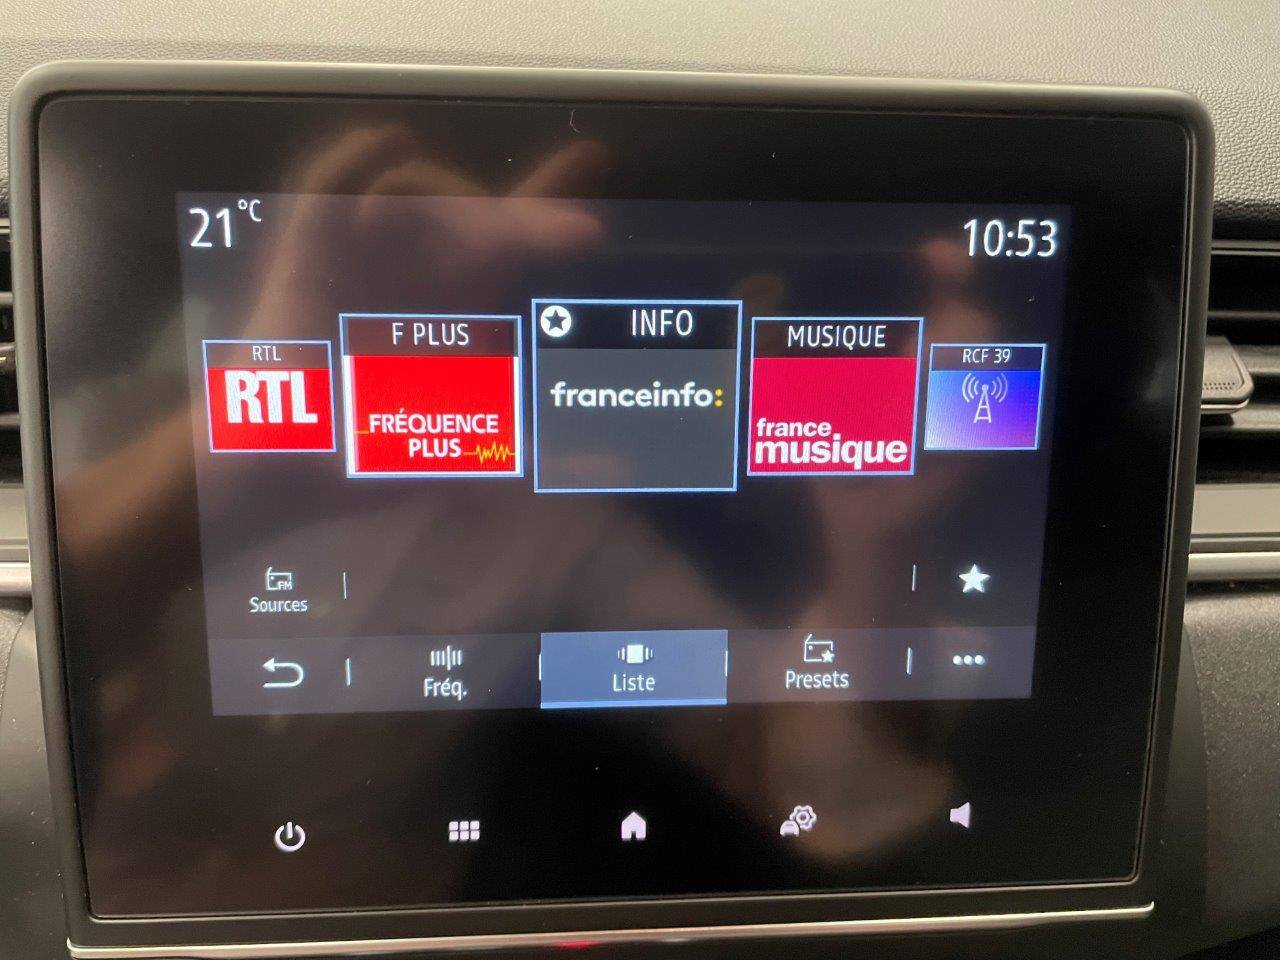 21°C
10:53
RTL
RTL
F PLUS
FRÉQUENCE
PLUS
INFO
franceinfo:
MUSIQUE
france
musique
RCF 39
FM
Sources
Fréq.
Liste
Presets